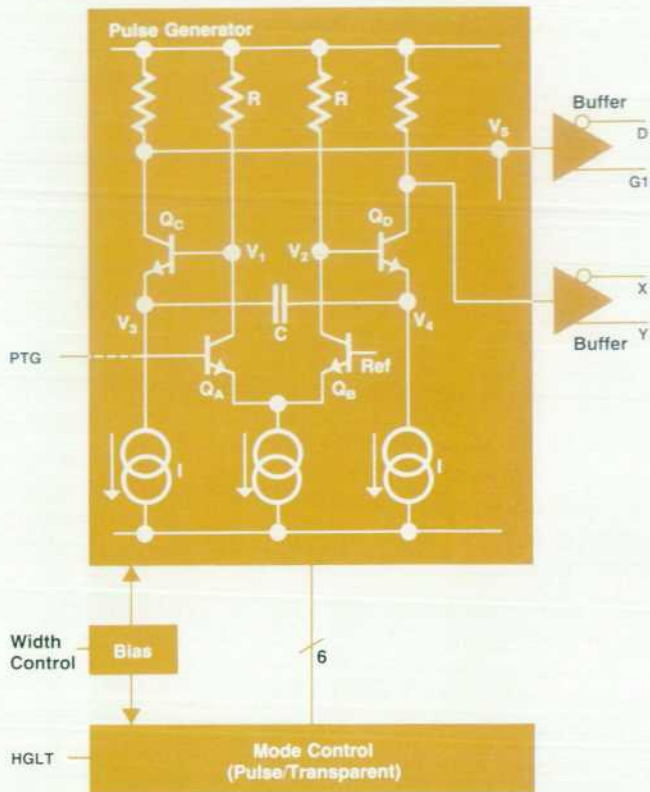 Pulse Generator
R
R
Buffer
D
G1
V5
QC
QD
V1
V2
V3
C
V4
X
Y
Buffer
PTG
QA
QB
Ref
I
I
Width
Control
Bias
6
HGLT
Mode Control
(Pulse/Transparent)